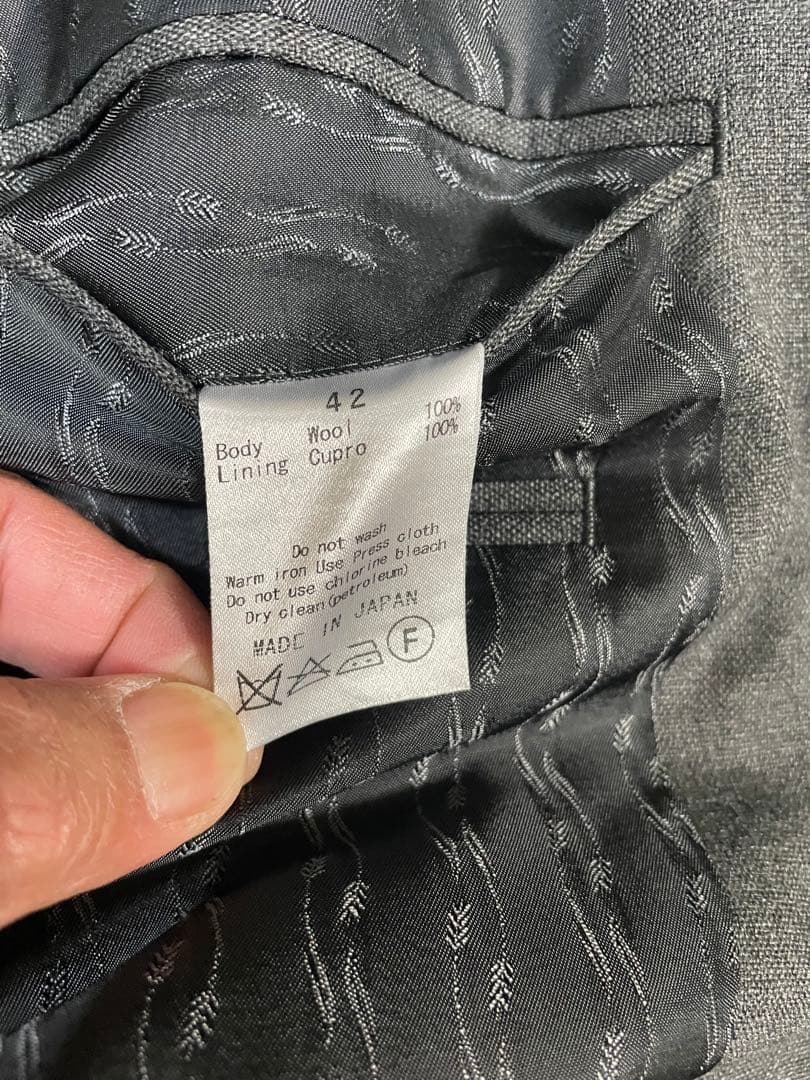 42
Body Wool 100%
Lining Cupro 100%
Do not wash
Warm iron Use Press cloth
Do not use chlorine bleach
Dry clean(petroleum)
MADE IN JAPAN
F